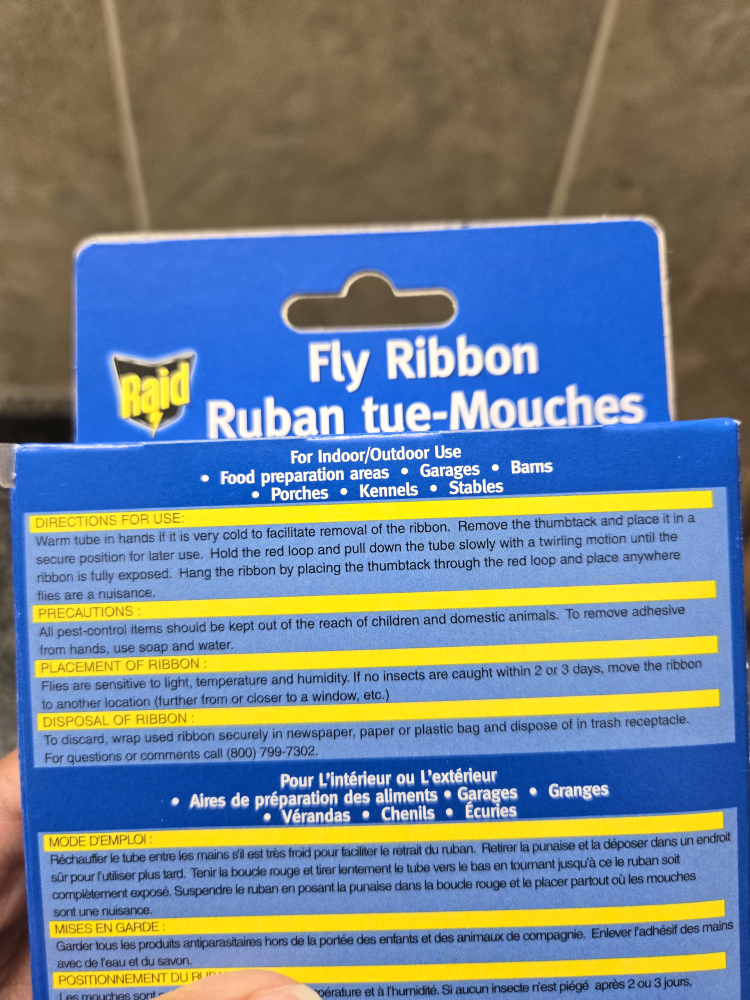 Raid
Fly Ribbon
Ruban tue-Mouches
For Indoor/Outdoor Use
• Food preparation areas • Garages • Barns
• Porches • Kennels • Stables
DIRECTIONS FOR USE:
Warm tube in hands if it is very cold to facilitate removal of the ribbon. Remove the thumbtack and place it in a
secure position for later use. Hold the red loop and pull down the tube slowly with a twirling motion until the
ribbon is fully exposed. Hang the ribbon by placing the thumbtack through the red loop and place anywhere
flies are a nuisance.
PRECAUTIONS :
All pest-control items should be kept out of the reach of children and domestic animals. To remove adhesive
from hands, use soap and water.
PLACEMENT OF RIBBON :
Flies are sensitive to light, temperature and humidity. If no insects are caught within 2 or 3 days, move the ribbon
to another location (further from or closer to a window, etc.)
DISPOSAL OF RIBBON :
To discard, wrap used ribbon securely in newspaper, paper or plastic bag and dispose of in trash receptacle.
For questions or comments call (800) 799-7302.
Pour L'intérieur ou L'extérieur
• Aires de préparation des aliments • Garages • Granges
• Vérandas • Chenils • Écuries
MODE D'EMPLOI :
Réchauffer le tube entre les mains s'il est très froid pour faciliter le retrait du ruban. Retirer la punaise et la déposer dans un endroit
sûr pour l'utiliser plus tard. Tenir la boucle rouge et tirer lentement le tube vers le bas en tournant jusqu'à ce le ruban soit
complètement exposé. Suspendre le ruban en posant la punaise dans la boucle rouge et le placer partout où les mouches
sont une nuisance.
MISES EN GARDE :
Garder tous les produits antiparasitaires hors de la portée des enfants et des animaux de compagnie. Enlever l'adhésif des mains
avec de l'eau et du savon.
POSITIONNEMENT DU
Les mouches sont pérature et à l'humidité. Si aucun insecte n'est piégé après 2 ou 3 jours,